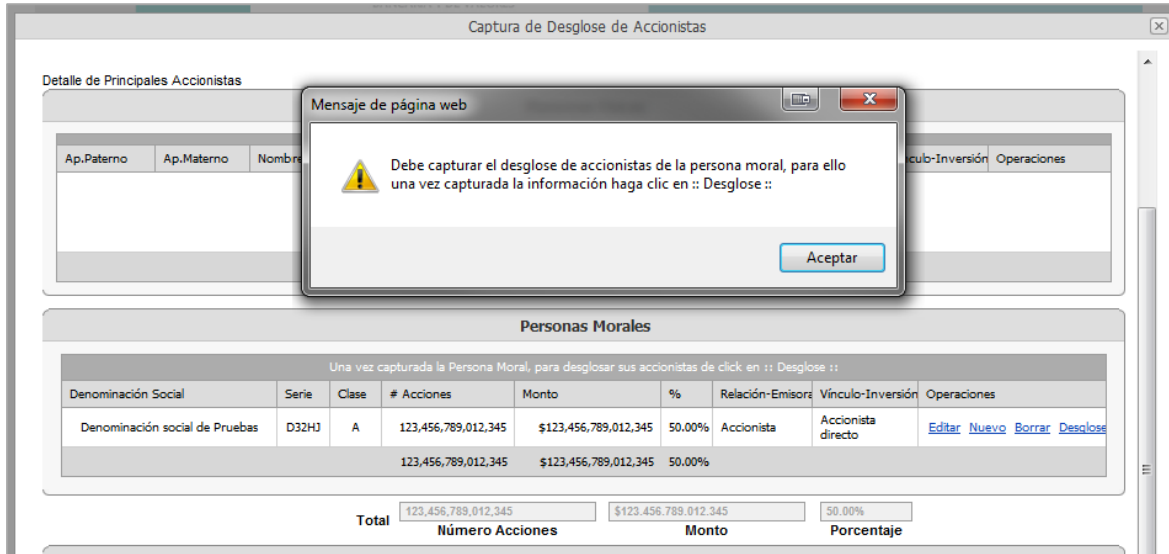 Captura de Desglose de Accionistas
Detalle de Principales Accionistas
Mensaje de página web
Debe capturar el desglose de accionistas de la persona moral, para ello
una vez capturada la información haga clic en :: Desglose ::
Aceptar
Ap.Paterno Ap.Materno Nombre Vínculo-Inversión Operaciones
Personas Morales
Una vez capturada la Persona Moral, para desglosar sus accionistas de click en :: Desglose ::
Denominación Social Serie Clase # Acciones Monto % Relación-Emisora Vínculo-Inversión Operaciones
Denominación social de Pruebas D32HJ A 123,456,789,012,345 $123,456,789,012,345 50.00% Accionista Accionista directo Editar Nuevo Borrar Desglose
123,456,789,012,345 $123,456,789,012,345 50.00%
Total 123,456,789,012,345 $123.456.789.012.345 50.00%
Número Acciones Monto Porcentaje